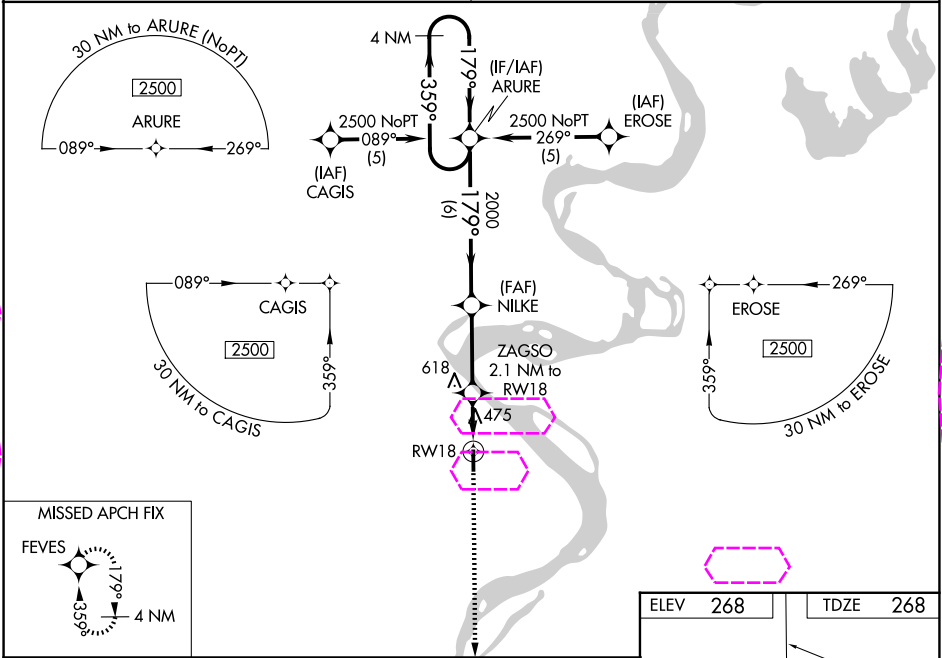 30 NM to ARURE (NoPT)
2500
ARURE
089°
269°
4 NM
359°
179°
(IF/IAF)
ARURE
2500 NoPT
089°
(5)
(IAF)
CAGIS
2500 NoPT
269°
(5)
(IAF)
EROSE
2000
179°
(6)
089°
CAGIS
2500
359°
30 NM to CAGIS
(FAF)
NILKE
EROSE
269°
2500
359°
30 NM to EROSE
618
ZAGSO
2.1 NM to
RW18
475
RW18
MISSED APCH FIX
FEVES
179°
359°
4 NM
ELEV 268
TDZE 268